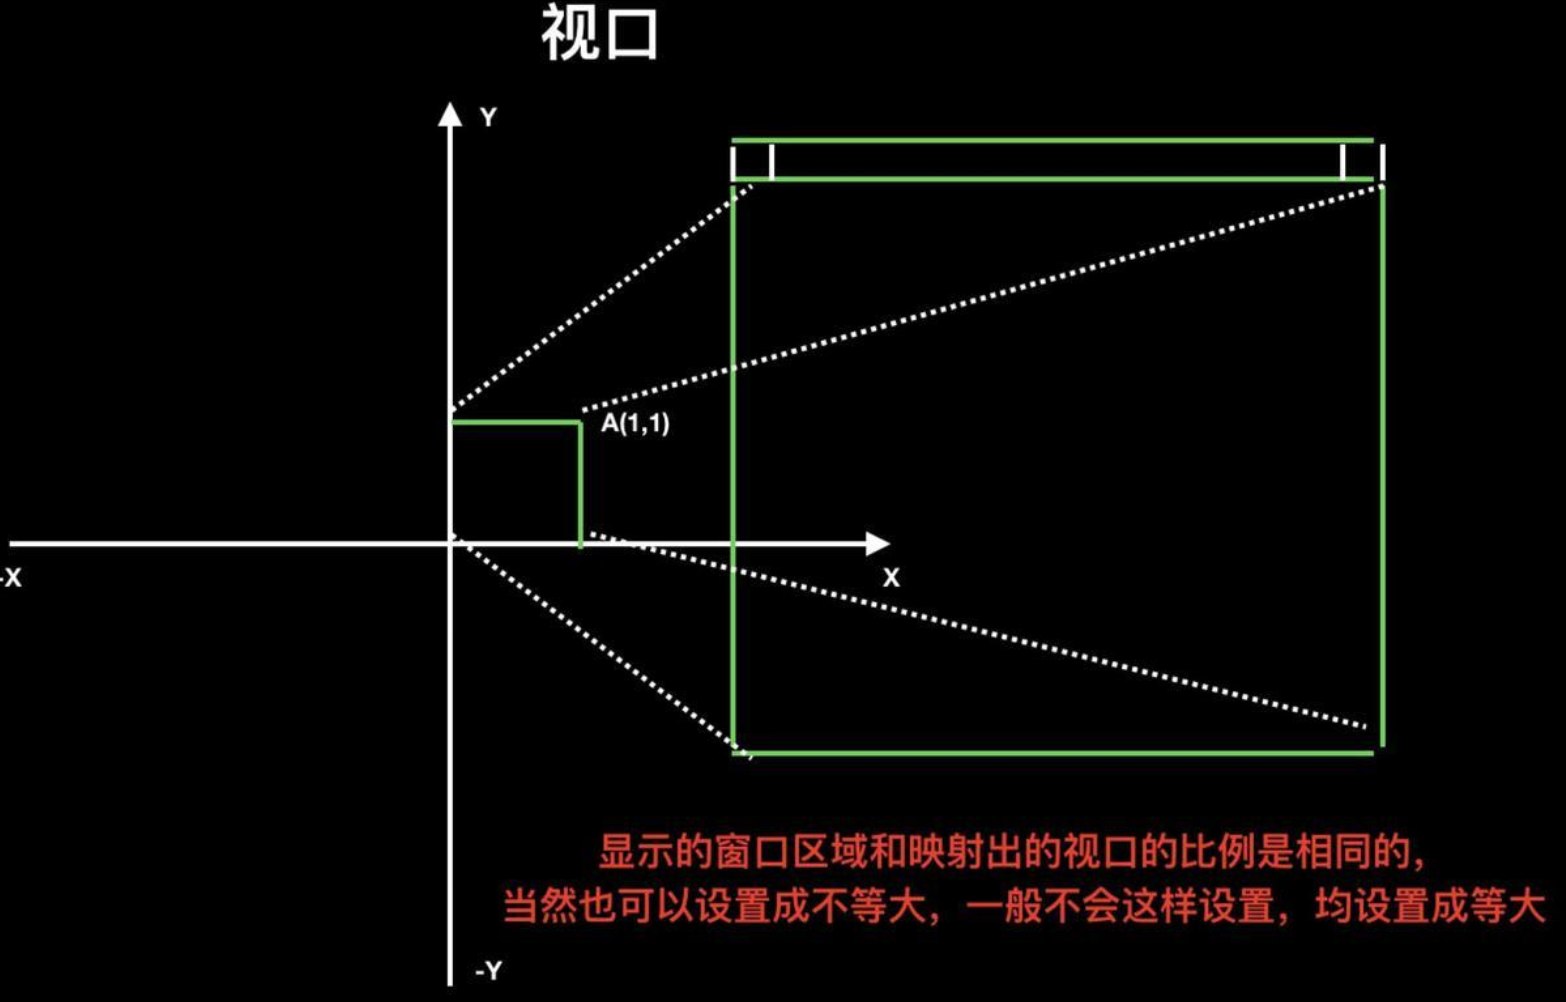 视口
Y
A(1,1)
-X
X
显示的窗口区域和映射出的视口的比例是相同的，
当然也可以设置成不等大，一般不会这样设置，均设置成等大
-Y